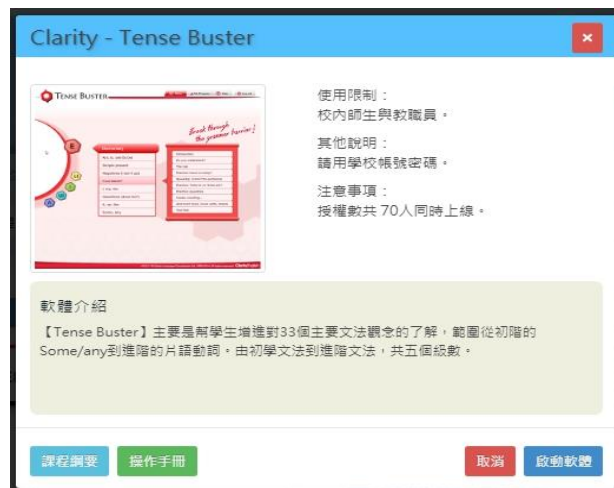 Clarity - Tense Buster
×
TENSE BUSTER
Break through
the grammar barrier!
使用限制：
校內師生與教職員。
其他說明：
請用學校帳號密碼。
注意事項：
授權數共 70人同時上線。
軟體介紹
【Tense Buster】主要是幫學生增進對33個主要文法觀念的了解，範圍從初階的
Some/any到進階的片語動詞。由初學文法到進階文法，共五個級數。
課程綱要
操作手冊
取消
啟動軟體